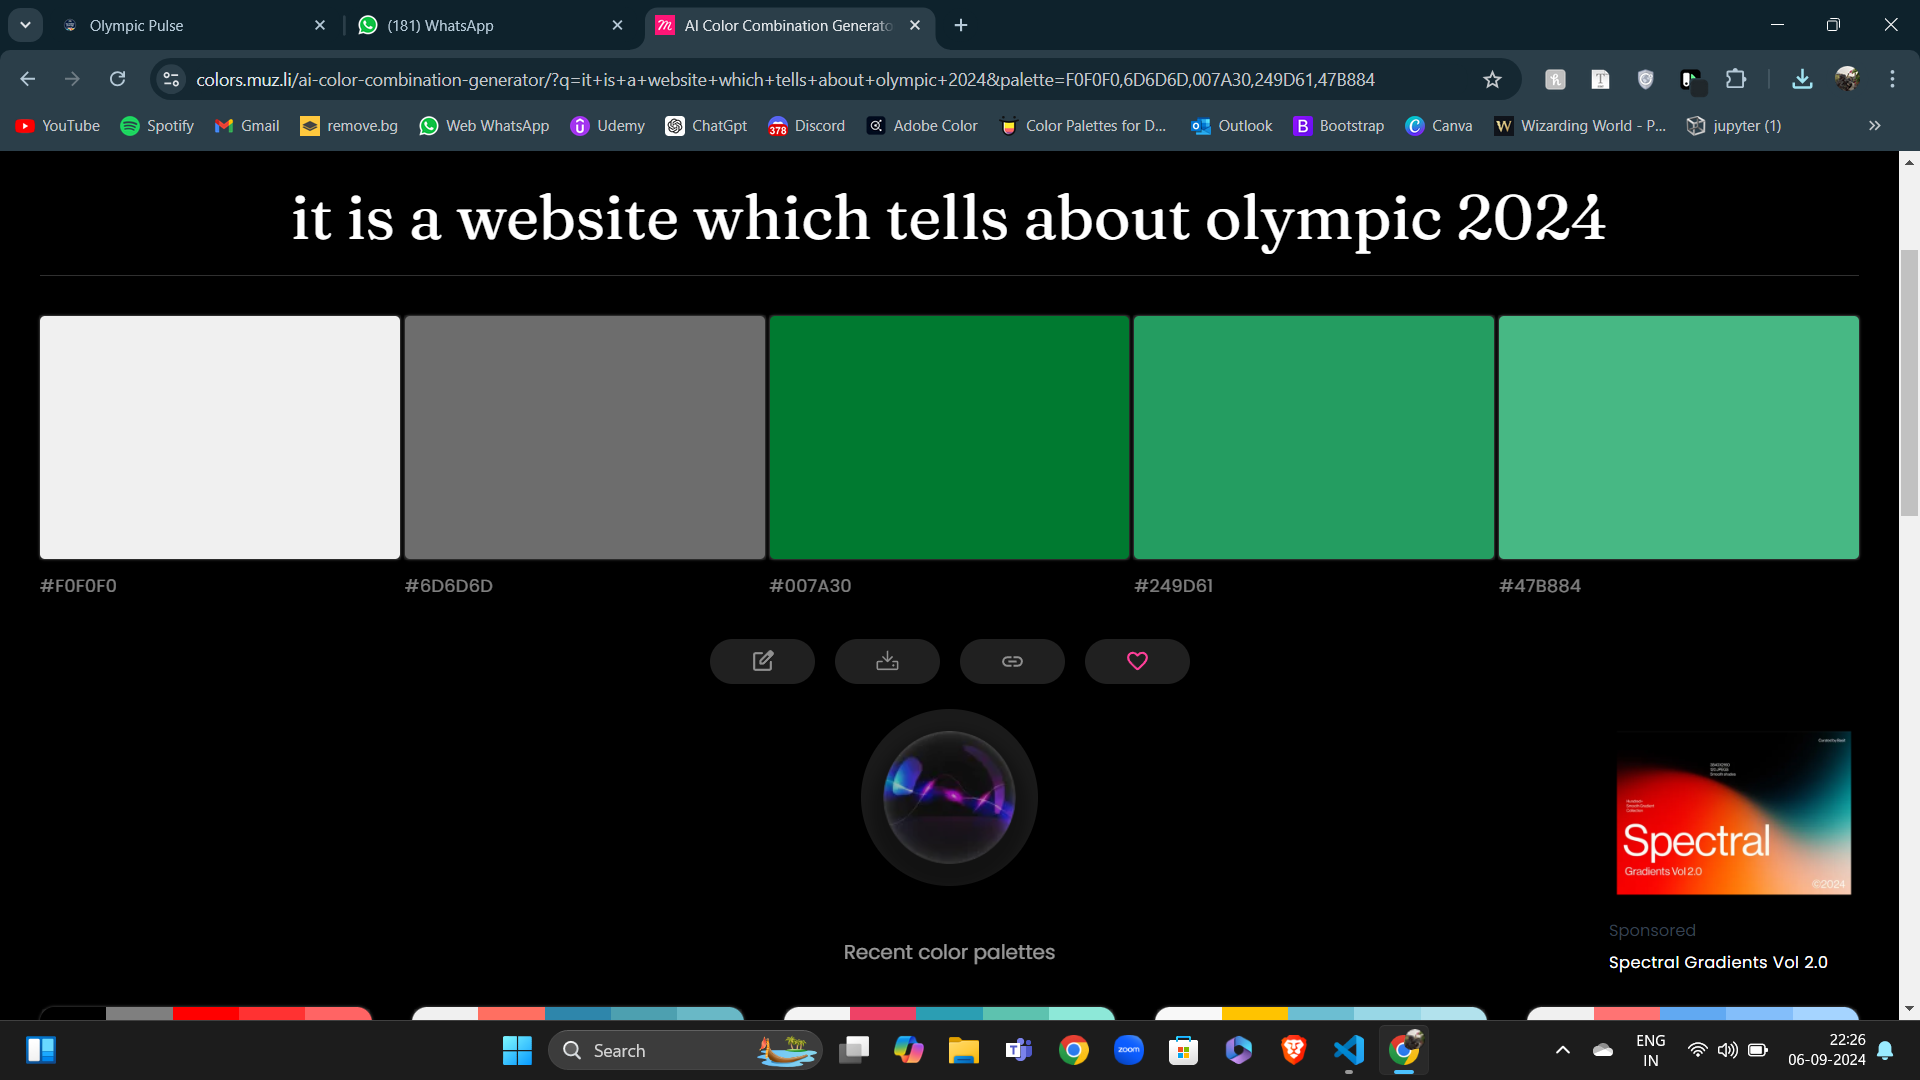 Olympic Pulse
(181) WhatsApp
AI Color Combination Generato
colors.muz.li/ai-color-combination-generator/?q=it+is+a+website+which+tells+about+olympic+2024&palette=F0F0F0,6D6D6D,007A30,249D61,47B884
YouTube
Spotify
Gmail
remove.bg
Web WhatsApp
Udemy
ChatGpt
378
Discord
Adobe Color
Color Palettes for D...
Outlook
B
Bootstrap
Canva
W
Wizarding World - P...
jupyter (1)
it is a website which tells about olympic 2024
#F0F0F0
#6D6D6D
#007A30
#249D61
#47B884
Spectral
Gradients Vol 2.0
©2024
Sponsored
Spectral Gradients Vol 2.0
Recent color palettes
Search
zoom
ENG
IN
22:26
06-09-2024